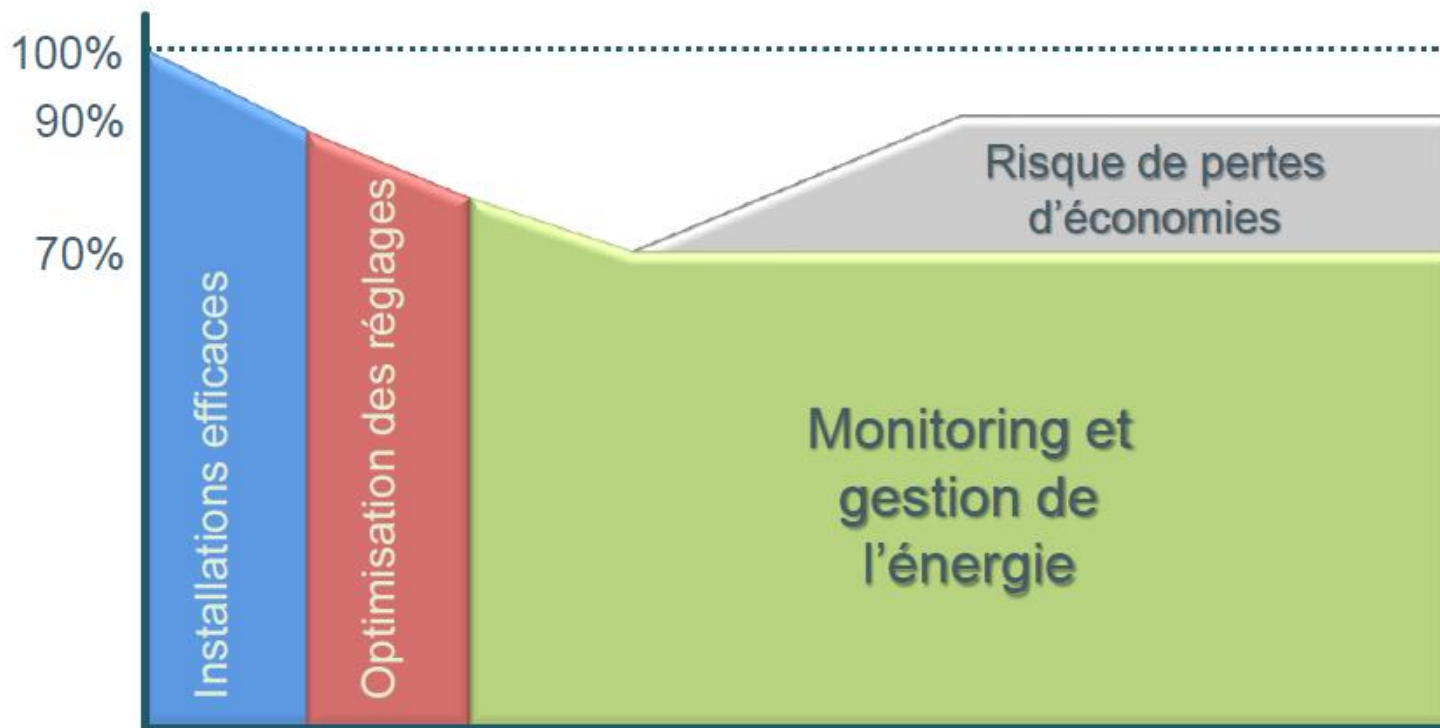 100%
90%
70%
Installations efficaces
Optimisation des réglages
Risque de pertes
d'économies
Monitoring et
gestion de
l'énergie